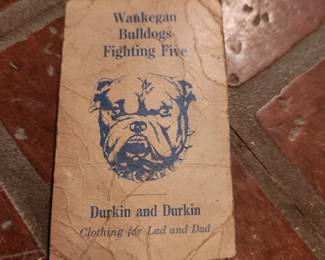 Waukegan
Bulldogs
Fighting Five
Durkin and Durkin
Clothing for Lad and Dad